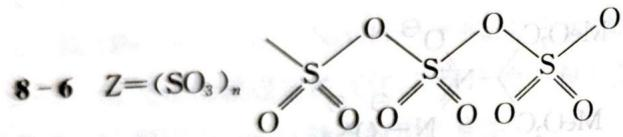 8-6 Z=(SO₃)ₙ
O O O
S S S
O O O O O O